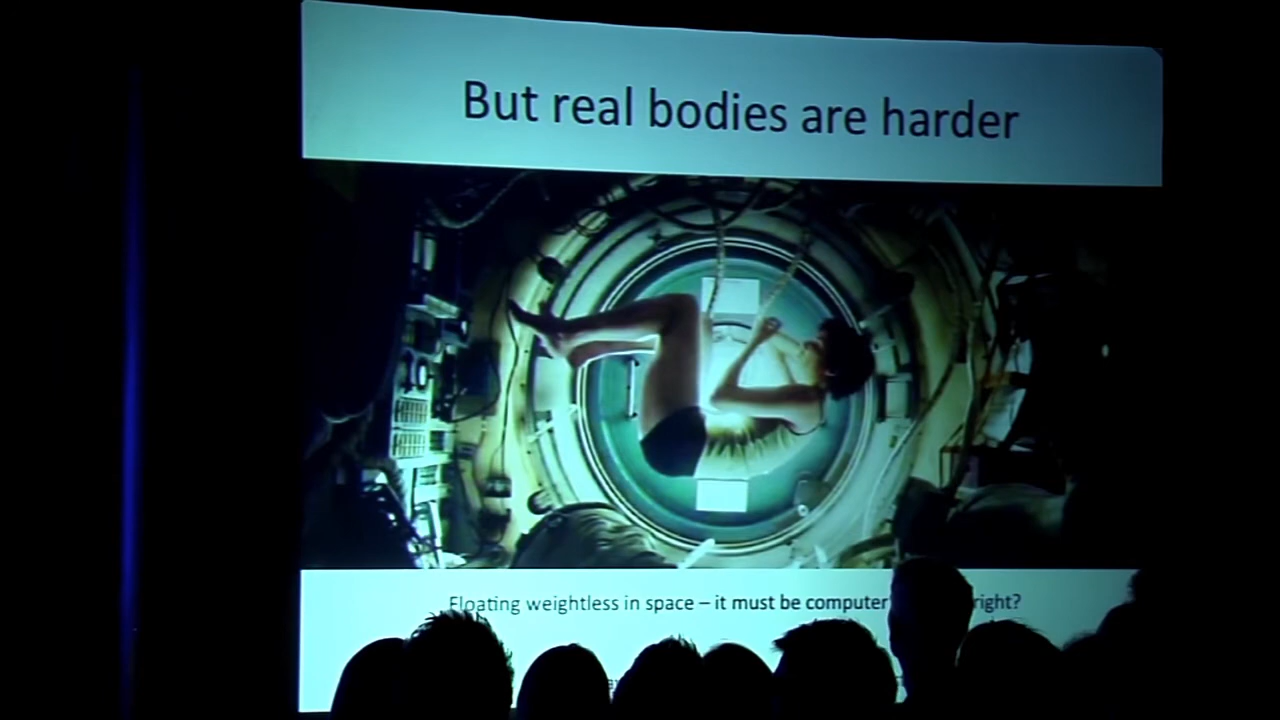 But real bodies are harder
Floating weightless in space – it must be computer right?